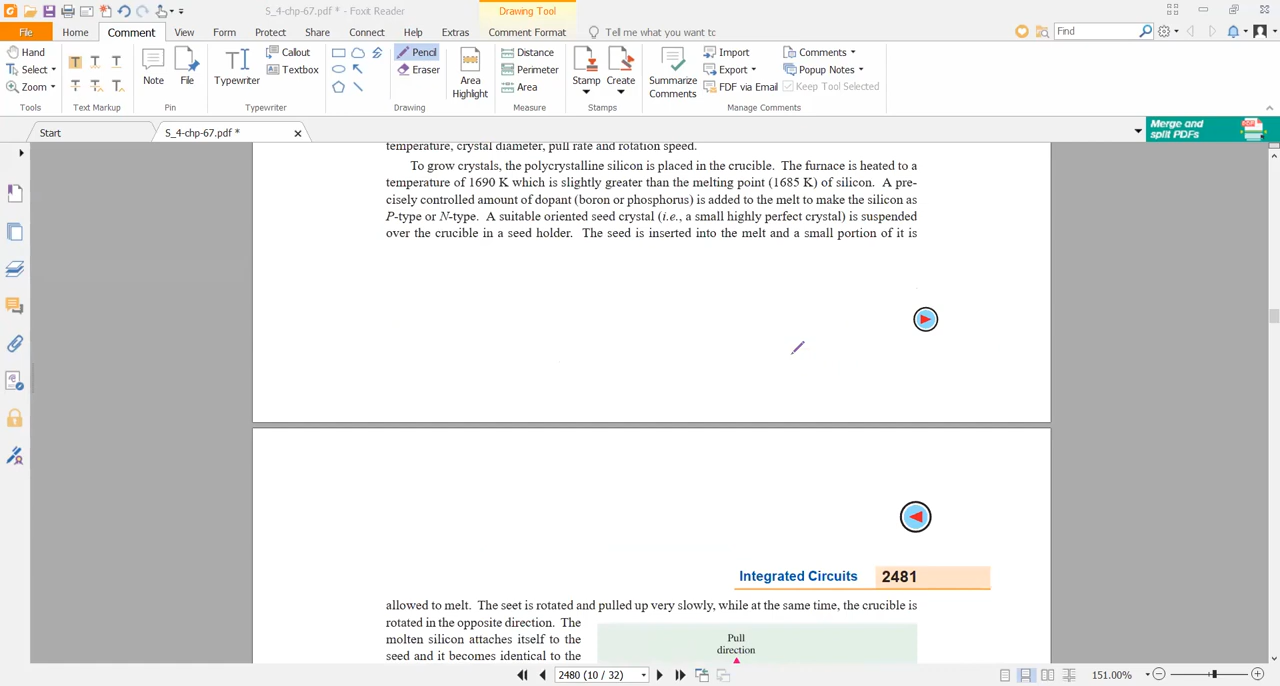 S_4-chp-67.pdf * - Foxit Reader
Drawing Tool
File
Home
Comment
View
Form
Protect
Share
Connect
Help
Extras
Comment Format
Tell me what you want tc
Find
Hand
Select
Zoom
Tools
Text Markup
Note
File
Pin
Typewriter
Callout
Textbox
Typewriter
Pencil
Eraser
Drawing
Area
Highlight
Distance
Perimeter
Area
Measure
Stamp
Create
Stamps
Summarize
Comments
Import
Export
FDF via Email
Comments
Popup Notes
Keep Tool Selected
Manage Comments
Start
S_4-chp-67.pdf *
Merge and
split PDFs
temperature, crystal diameter, pull rate and rotation speed.
To grow crystals, the polycrystalline silicon is placed in the crucible. The furnace is heated to a
temperature of 1690 K which is slightly greater than the melting point (1685 K) of silicon. A pre-
cisely controlled amount of dopant (boron or phosphorus) is added to the melt to make the silicon as
P-type or N-type. A suitable oriented seed crystal (i.e., a small highly perfect crystal) is suspended
over the crucible in a seed holder. The seed is inserted into the melt and a small portion of it is
Integrated Circuits 2481
allowed to melt. The seet is rotated and pulled up very slowly, while at the same time, the crucible is
rotated in the opposite direction. The
molten silicon attaches itself to the
seed and it becomes identical to the
Pull
direction
2480 (10 / 32)
151.00%